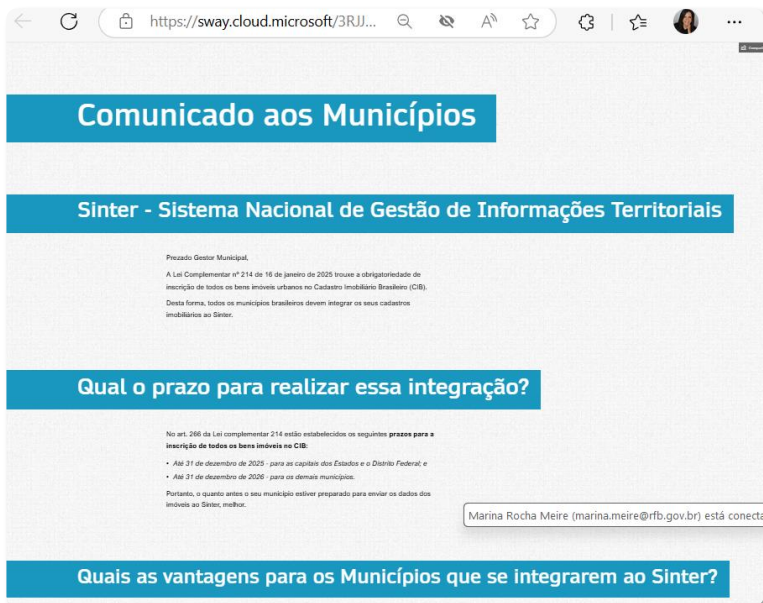 https://sway.cloud.microsoft/3RJJ...
Comunicado aos Municípios
Sinter - Sistema Nacional de Gestão de Informações Territoriais
Prezado Gestor Municipal,
A Lei Complementar nº 214 de 16 de janeiro de 2025 trouxe a obrigatoriedade de
inscrição de todos os bens imóveis urbanos no Cadastro Imobiliário Brasileiro (CIB).
Desta forma, todos os municípios brasileiros devem integrar os seus cadastros
imobiliários ao Sinter.
Qual o prazo para realizar essa integração?
No art. 266 da Lei complementar 214 estão estabelecidos os seguintes prazos para a
inscrição de todos os bens imóveis no CIB:
• Até 31 de dezembro de 2025 - para as capitais dos Estados e o Distrito Federal; e
• Até 31 de dezembro de 2026 - para os demais municípios.
Portanto, o quanto antes o seu município estiver preparado para enviar os dados dos
imóveis ao Sinter, melhor.
Marina Rocha Meire (marina.meire@rfb.gov.br) está conecta
Quais as vantagens para os Municípios que se integrarem ao Sinter?